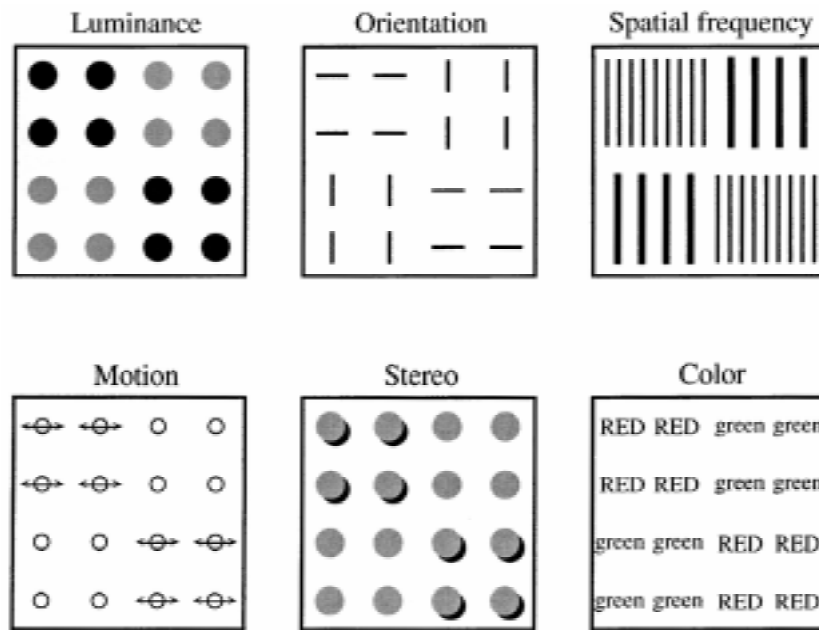 Luminance Orientation Spatial frequency
Motion Stereo Color
RED RED green green
RED RED green green
green green RED RED
green green RED RED